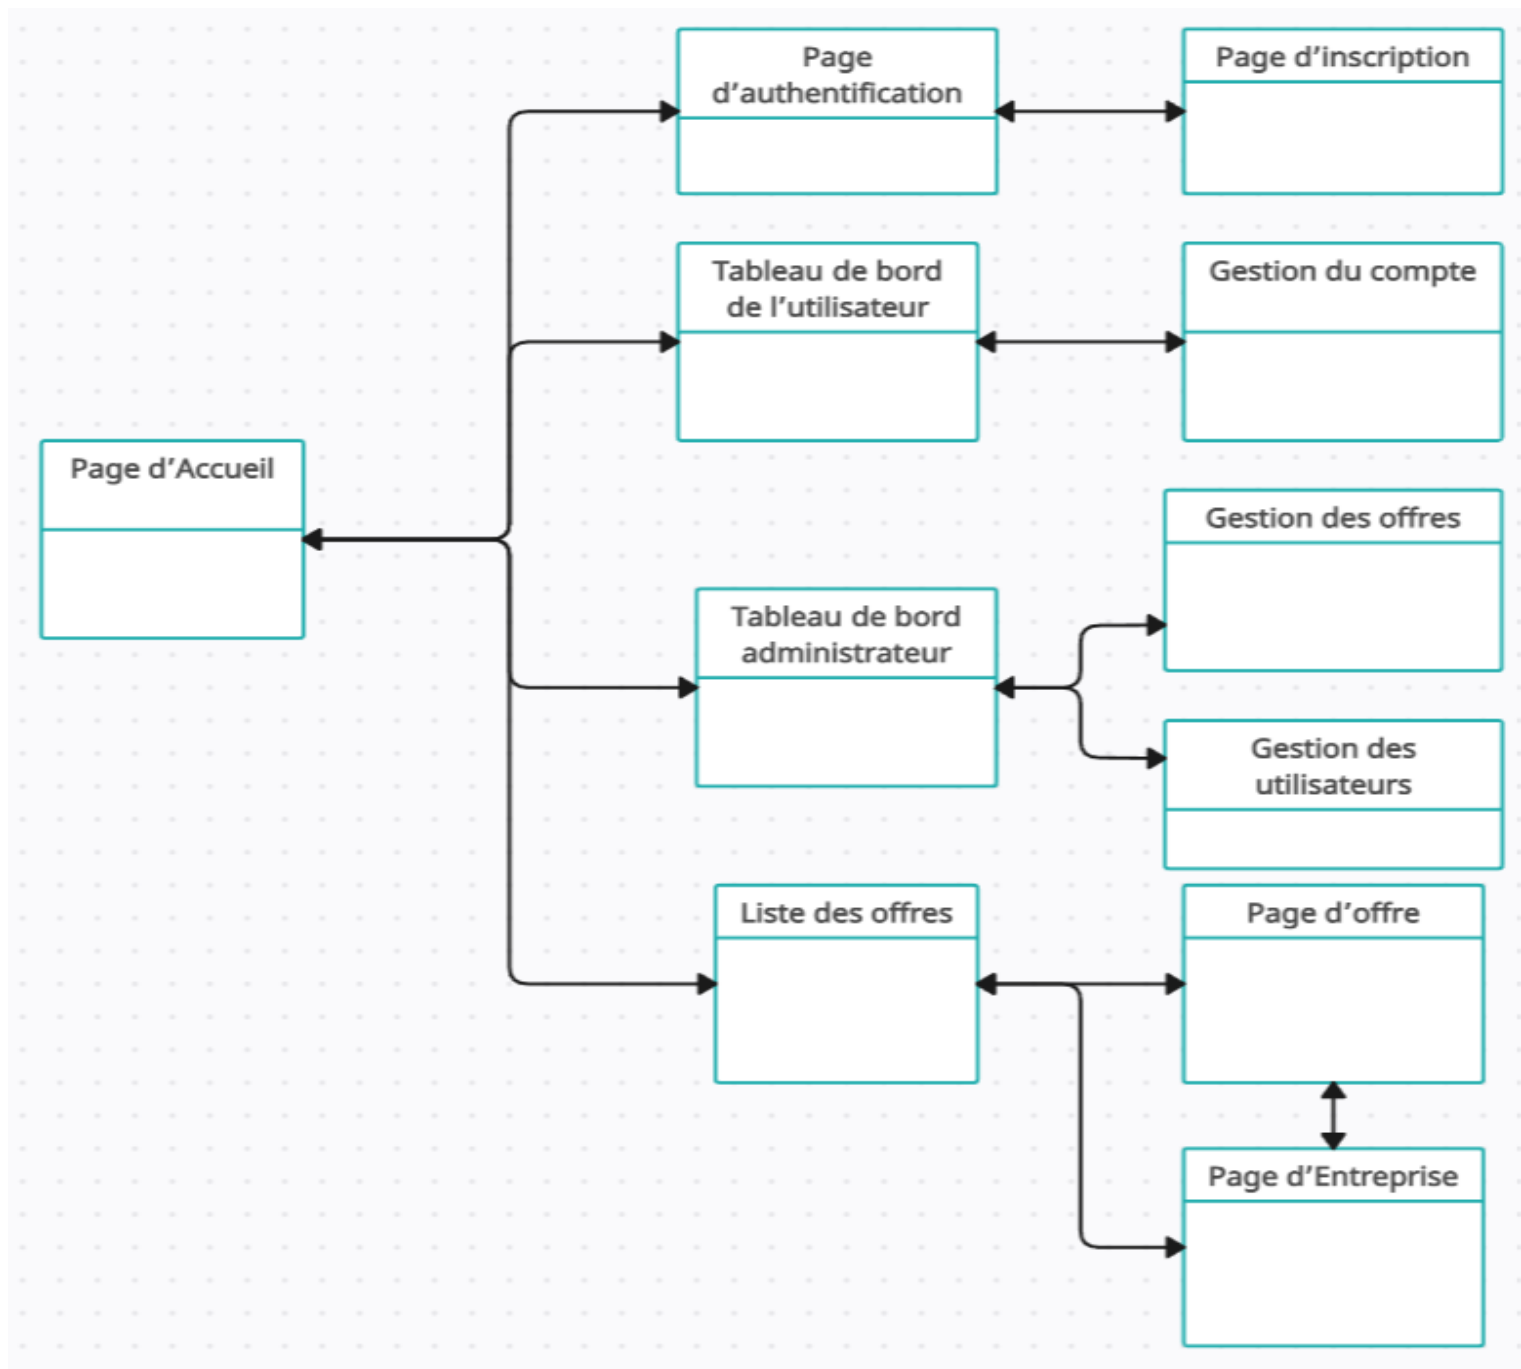 Page
d’authentification
Page d’inscription
Tableau de bord
de l’utilisateur
Gestion du compte
Page d’Accueil
Gestion des offres
Tableau de bord
administrateur
Gestion des
utilisateurs
Liste des offres
Page d’offre
Page d’Entreprise